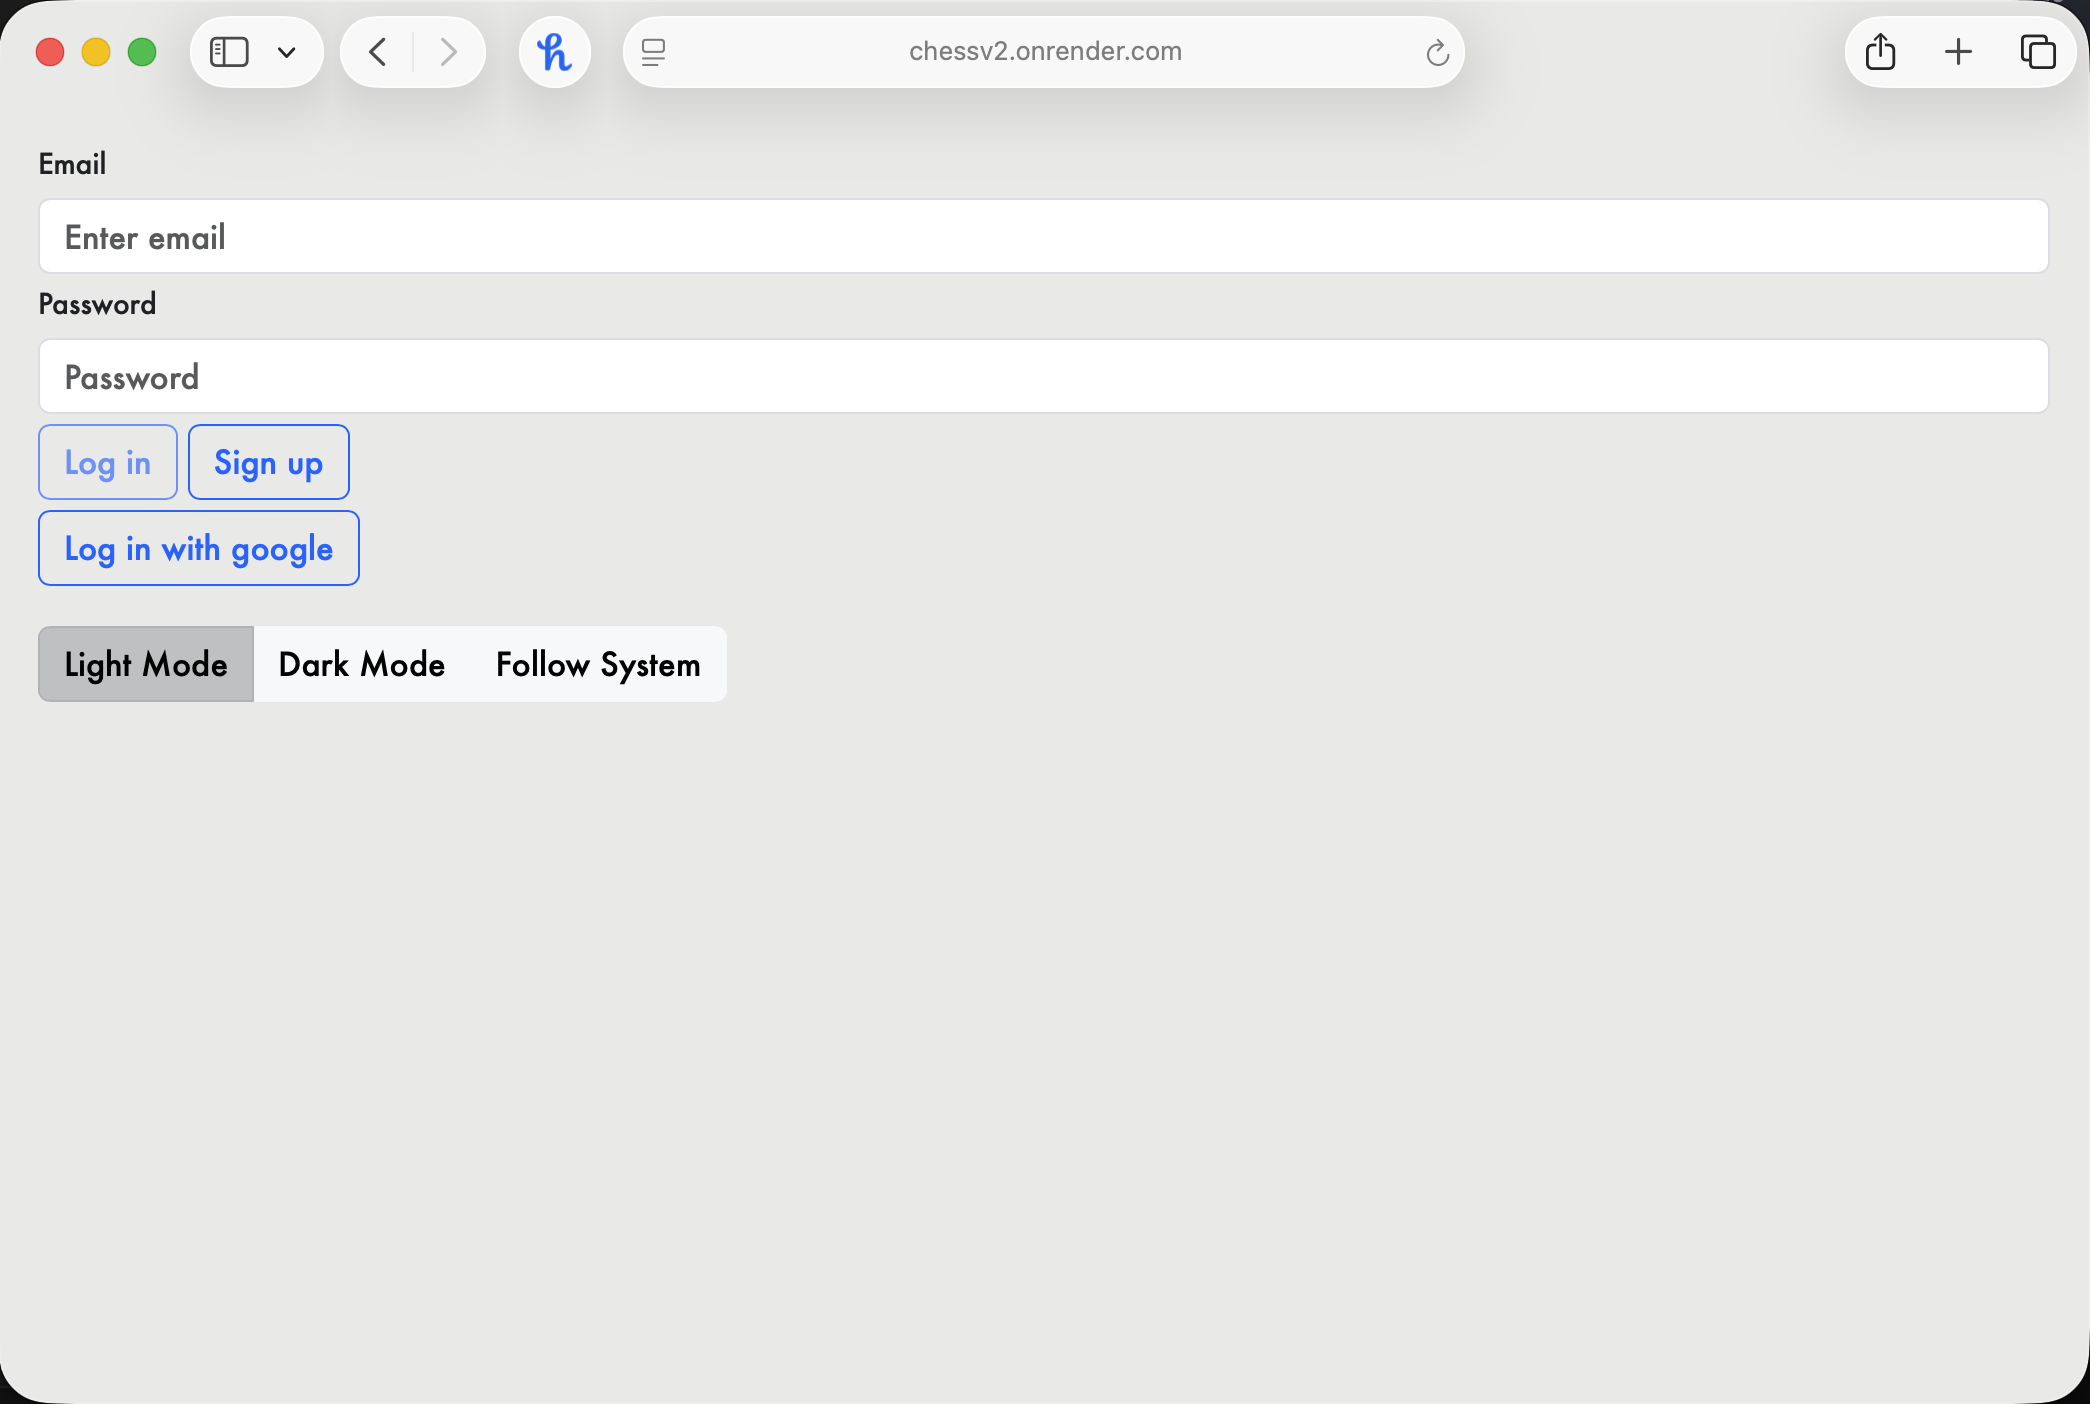 chessv2.onrender.com
Email
Enter email
Password
Password
Log in Sign up
Log in with google
Light Mode Dark Mode Follow System